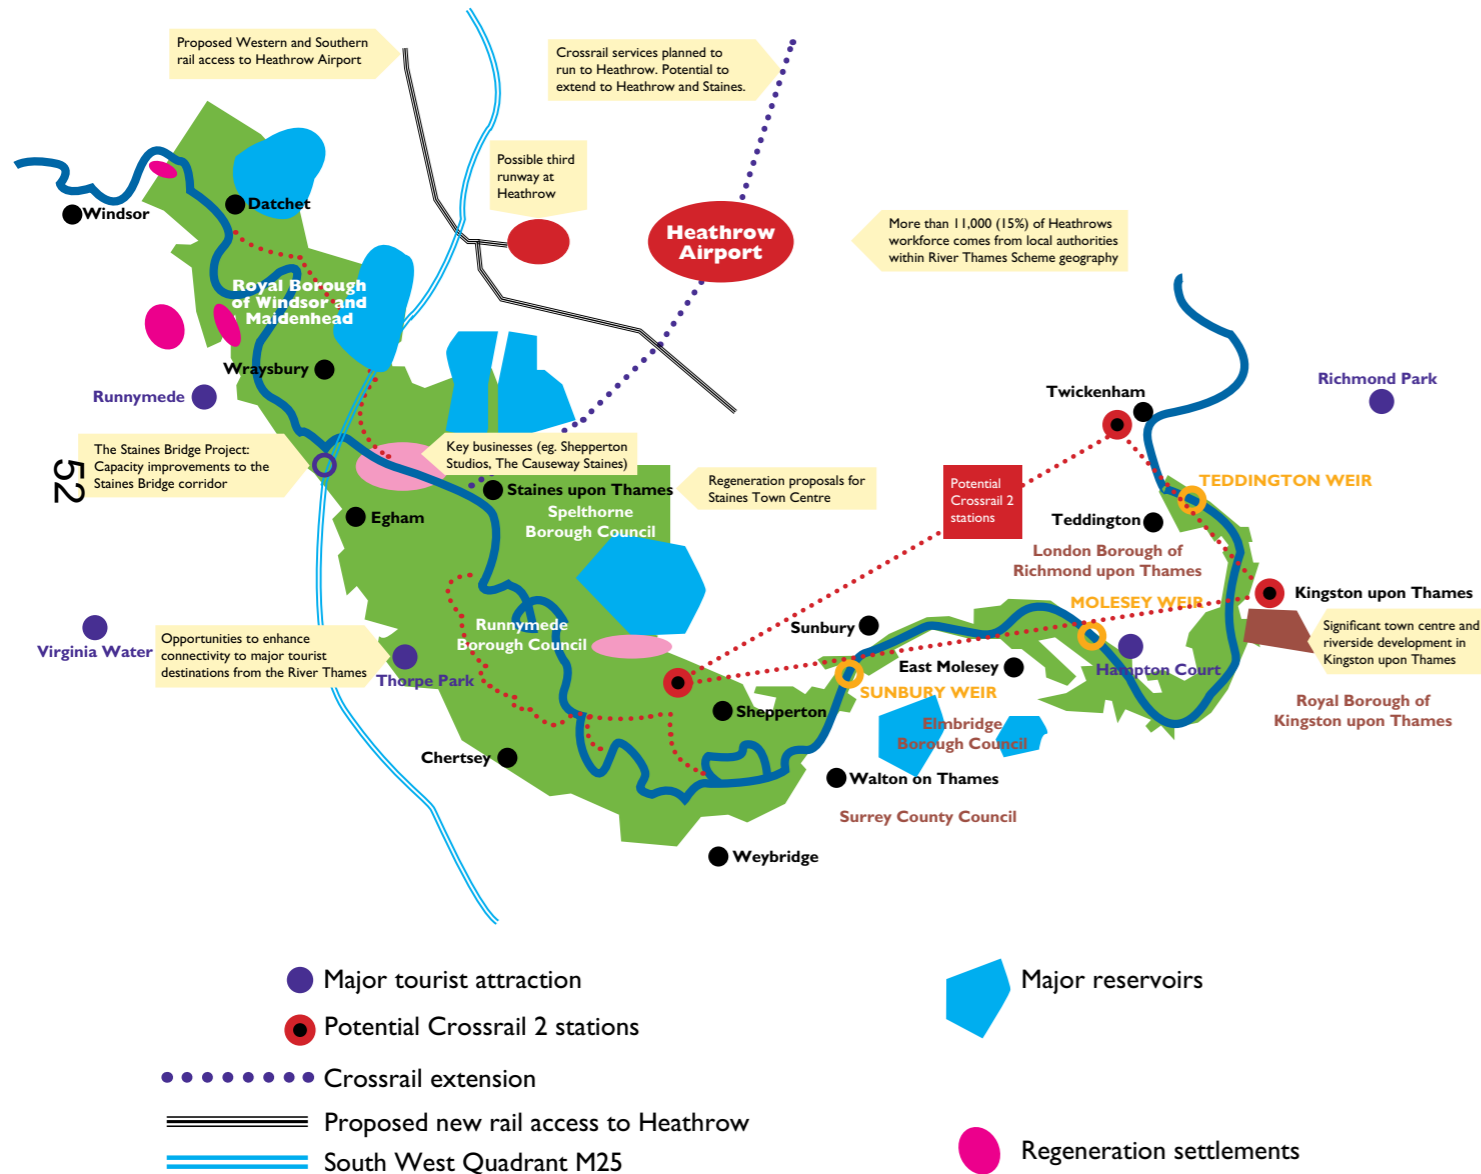 Proposed Western and Southern
rail access to Heathrow Airport
Crossrail services planned to
run to Heathrow. Potential to
extend to Heathrow and Staines.
Possible third
runway at
Heathrow
Heathrow
Airport
More than 11,000 (15%) of Heathrows
workforce comes from local authorities
within River Thames Scheme geography
Windsor
Datchet
Royal Borough
of Windsor and
Maidenhead
Wraysbury
Runnymede
Twickenham
Richmond Park
The Staines Bridge Project:
Capacity improvements to the
Staines Bridge corridor
52
Key businesses (eg. Shepperton
Studios, The Causeway Staines)
Regeneration proposals for
Staines Town Centre
Staines upon Thames
Spelthorne
Borough Council
Egham
Potential
Crossrail 2
stations
TEDDINGTON WEIR
Teddington
London Borough of
Richmond upon Thames
MOLESEY WEIR
Kingston upon Thames
Significant town centre and
riverside development in
Kingston upon Thames
Virginia Water
Opportunities to enhance
connectivity to major tourist
destinations from the River Thames
Thorpe Park
Runnymede
Borough Council
Sunbury
East Molesey
Hampton Court
SUNBURY WEIR
Shepperton
Elmbridge
Borough Council
Royal Borough of
Kingston upon Thames
Chertsey
Walton on Thames
Surrey County Council
Weybridge
Major tourist attraction
Potential Crossrail 2 stations
Crossrail extension
Proposed new rail access to Heathrow
South West Quadrant M25
Major reservoirs
Regeneration settlements